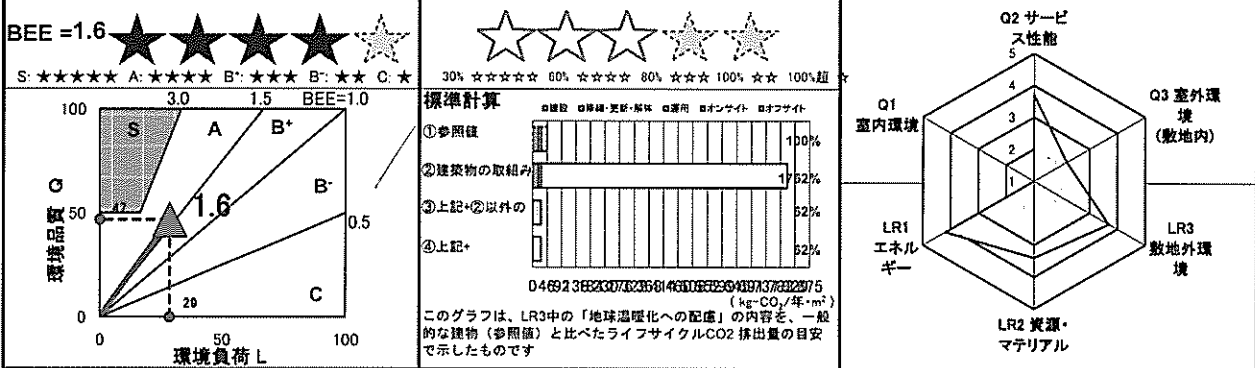 BEE =1.6
S: ★★★★★ A: ★★★★ B⁺: ★★★ B⁻: ★★ C: ★
3.0 1.5 BEE=1.0
100
S
A
B⁺
B⁻
C
環境品質 Q
47
50
1.6
0.5
29
0
0 50 100
環境負荷 L
30% ☆☆☆☆☆ 60% ☆☆☆☆ 80% ☆☆☆ 100% ☆☆ 100%超 ☆
標準計算
建設 修繕・更新・解体 運用 オンサイト オフサイト
①参照値
100%
②建築物の取組み
1762%
③上記+②以外の
62%
④上記+
62%
(kg-CO₂/年・m²)
このグラフは、LR3中の「地球温暖化への配慮」の内容を、一般
的な建物（参照値）と比べたライフサイクルCO2 排出量の目安
で示したものです
Q2 サービ
ス性能
5
4
3
2
1
Q1
室内環境
Q3 室外環
境
(敷地内)
LR1
エネル
ギー
LR3
敷地外環
境
LR2 資源・
マテリアル